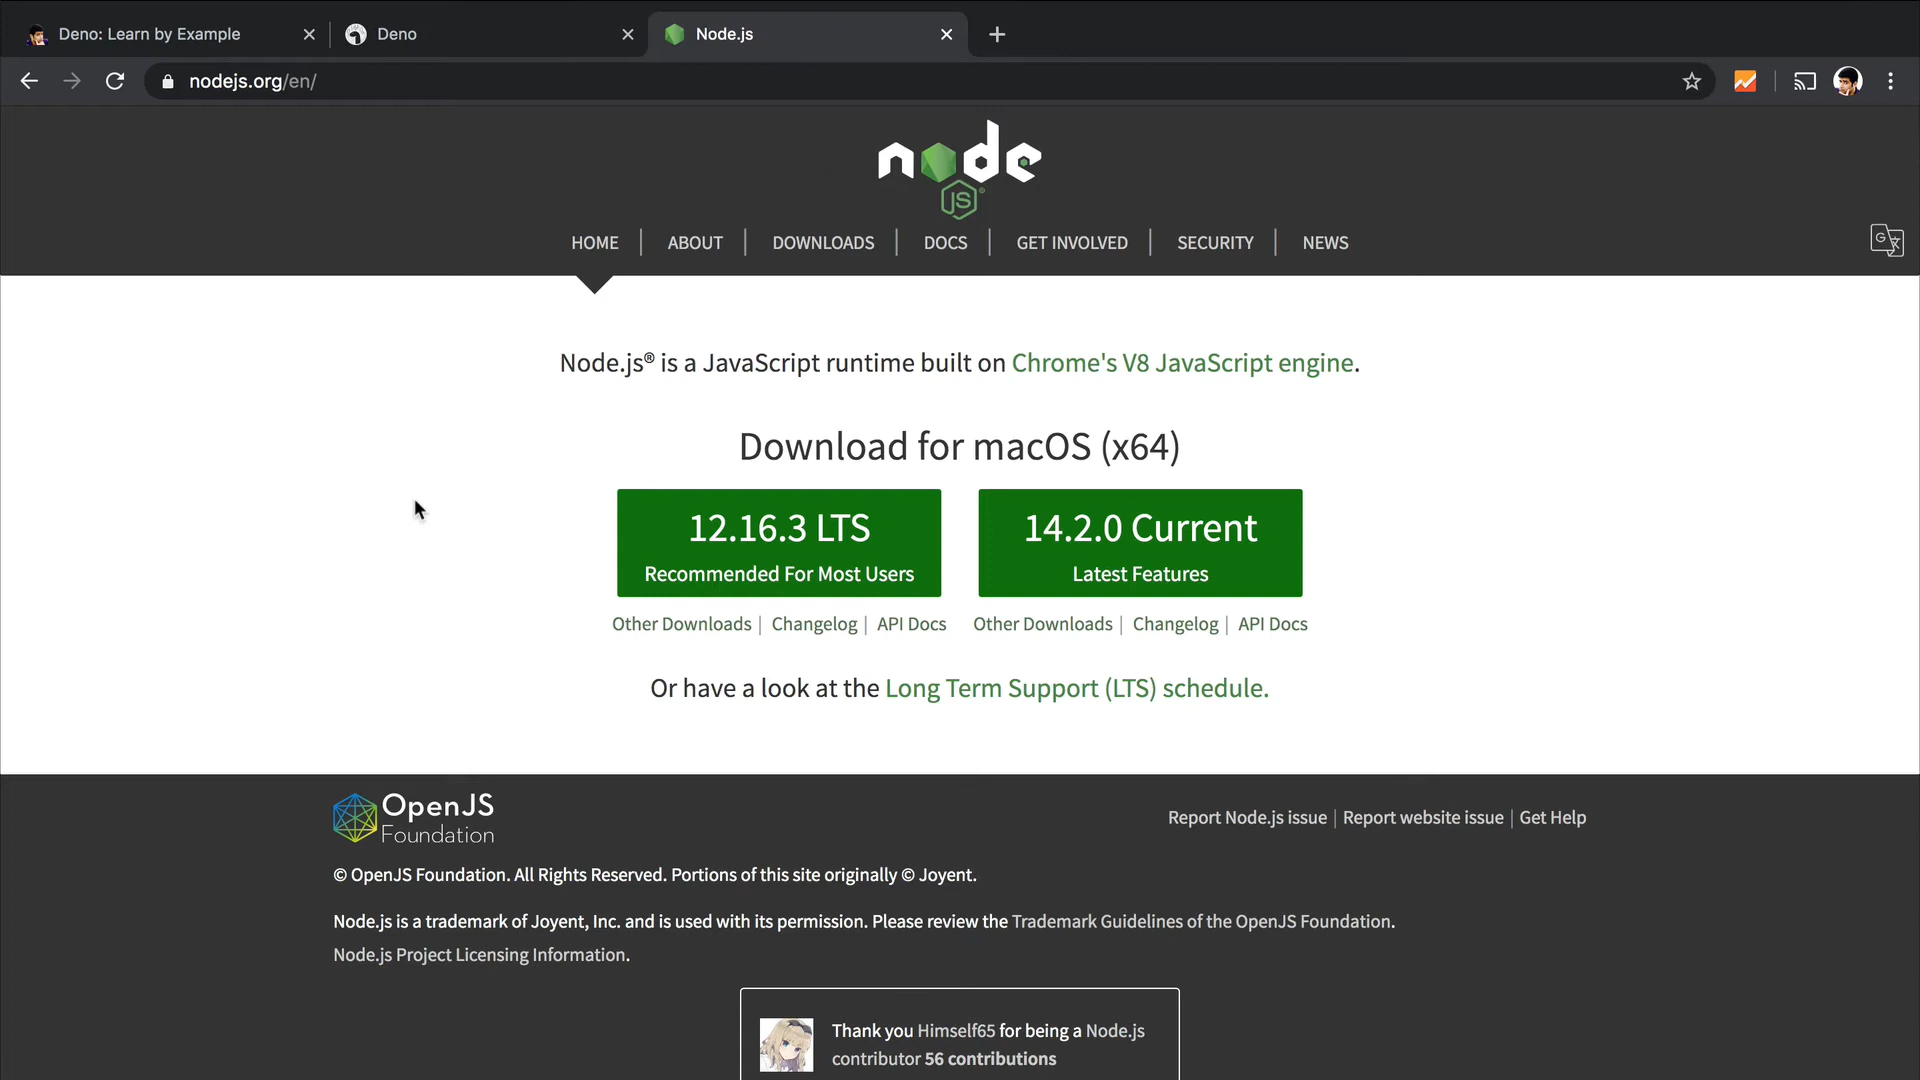 Deno: Learn by Example
Deno
Node.js
nodejs.org/en/
node
JS
HOME | ABOUT | DOWNLOADS | DOCS | GET INVOLVED | SECURITY | NEWS
Node.js® is a JavaScript runtime built on Chrome's V8 JavaScript engine.
Download for macOS (x64)
12.16.3 LTS
Recommended For Most Users
14.2.0 Current
Latest Features
Other Downloads | Changelog | API Docs
Other Downloads | Changelog | API Docs
Or have a look at the Long Term Support (LTS) schedule.
OpenJS
Foundation
Report Node.js issue | Report website issue | Get Help
© OpenJS Foundation. All Rights Reserved. Portions of this site originally © Joyent.
Node.js is a trademark of Joyent, Inc. and is used with its permission. Please review the Trademark Guidelines of the OpenJS Foundation.
Node.js Project Licensing Information.
Thank you Himself65 for being a Node.js
contributor 56 contributions